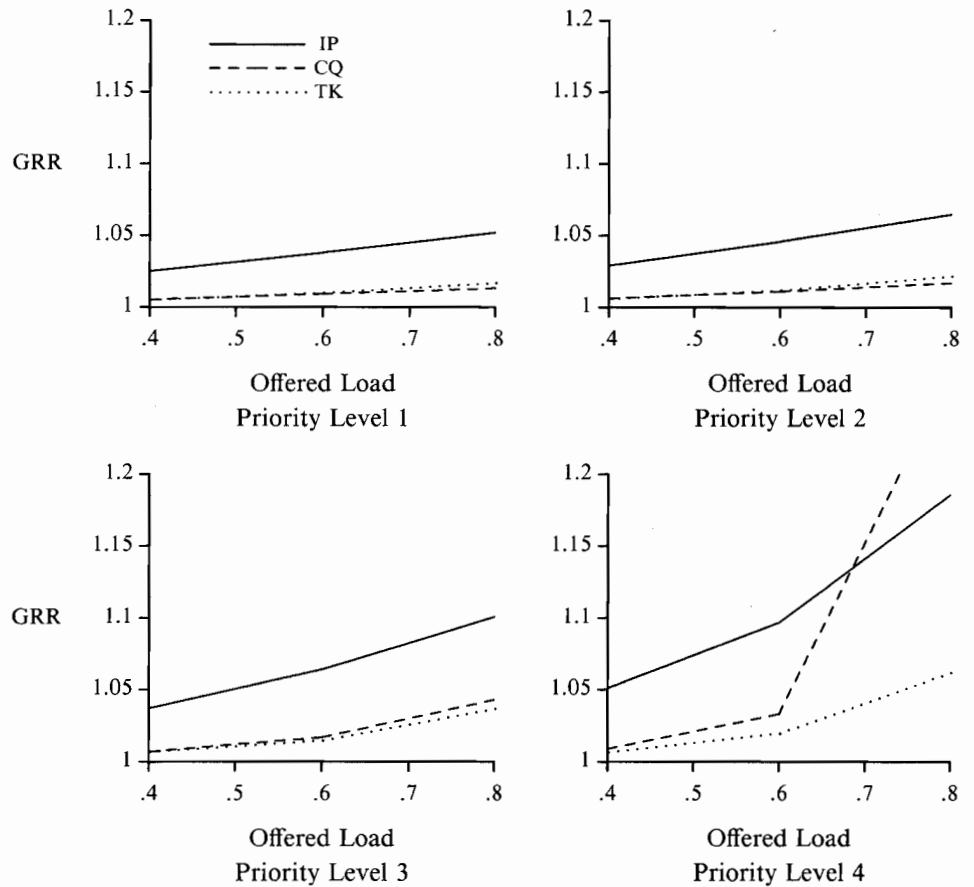 1.2
IP
CQ
TK
1.15
GRR
1.1
1.05
1
.4 .5 .6 .7 .8
Offered Load
Priority Level 1
1.2
1.15
1.1
1.05
1
.4 .5 .6 .7 .8
Offered Load
Priority Level 2
1.2
1.15
GRR
1.1
1.05
1
.4 .5 .6 .7 .8
Offered Load
Priority Level 3
1.2
1.15
1.1
1.05
1
.4 .5 .6 .7 .8
Offered Load
Priority Level 4